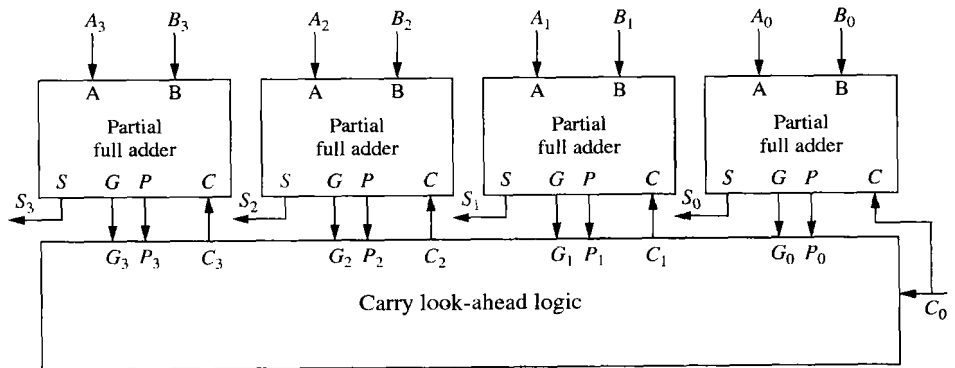 A₃ B₃ A₂ B₂ A₁ B₁ A₀ B₀
A B A B A B A B
Partial full adder
Partial full adder
Partial full adder
Partial full adder
S G P C S G P C S G P C S G P C
S₃ S₂ S₁ S₀
G₃ P₃ C₃ G₂ P₂ C₂ G₁ P₁ C₁ G₀ P₀
Carry look-ahead logic
C₀